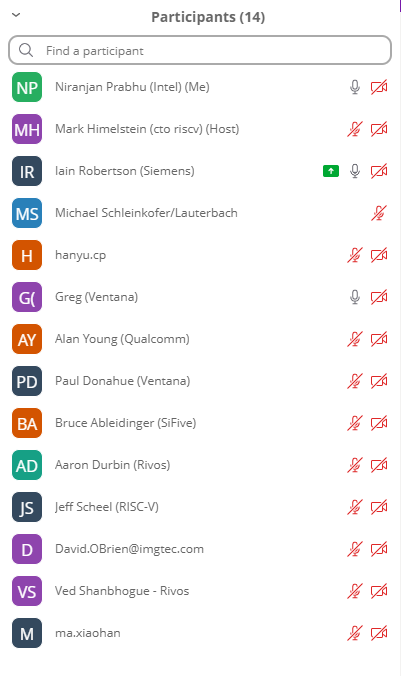 Participants (14)
Find a participant
NP Niranjan Prabhu (Intel) (Me)
MH Mark Himelstein (cto riscv) (Host)
IR Iain Robertson (Siemens)
MS Michael Schleinkofer/Lauterbach
H hanyu.cp
G( Greg (Ventana)
AY Alan Young (Qualcomm)
PD Paul Donahue (Ventana)
BA Bruce Ableidinger (SiFive)
AD Aaron Durbin (Rivos)
JS Jeff Scheel (RISC-V)
D David.OBrien@imgtec.com
VS Ved Shanbhogue - Rivos
M ma.xiaohan